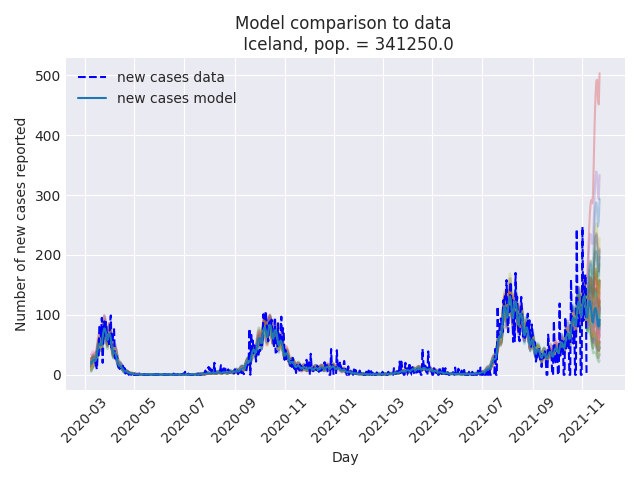 Model comparison to data
Iceland, pop. = 341250.0
new cases data
new cases model
Number of new cases reported
500
400
300
200
100
0
2020-03
2020-05
2020-07
2020-09
2020-11
2021-01
2021-03
2021-05
2021-07
2021-09
2021-11
Day